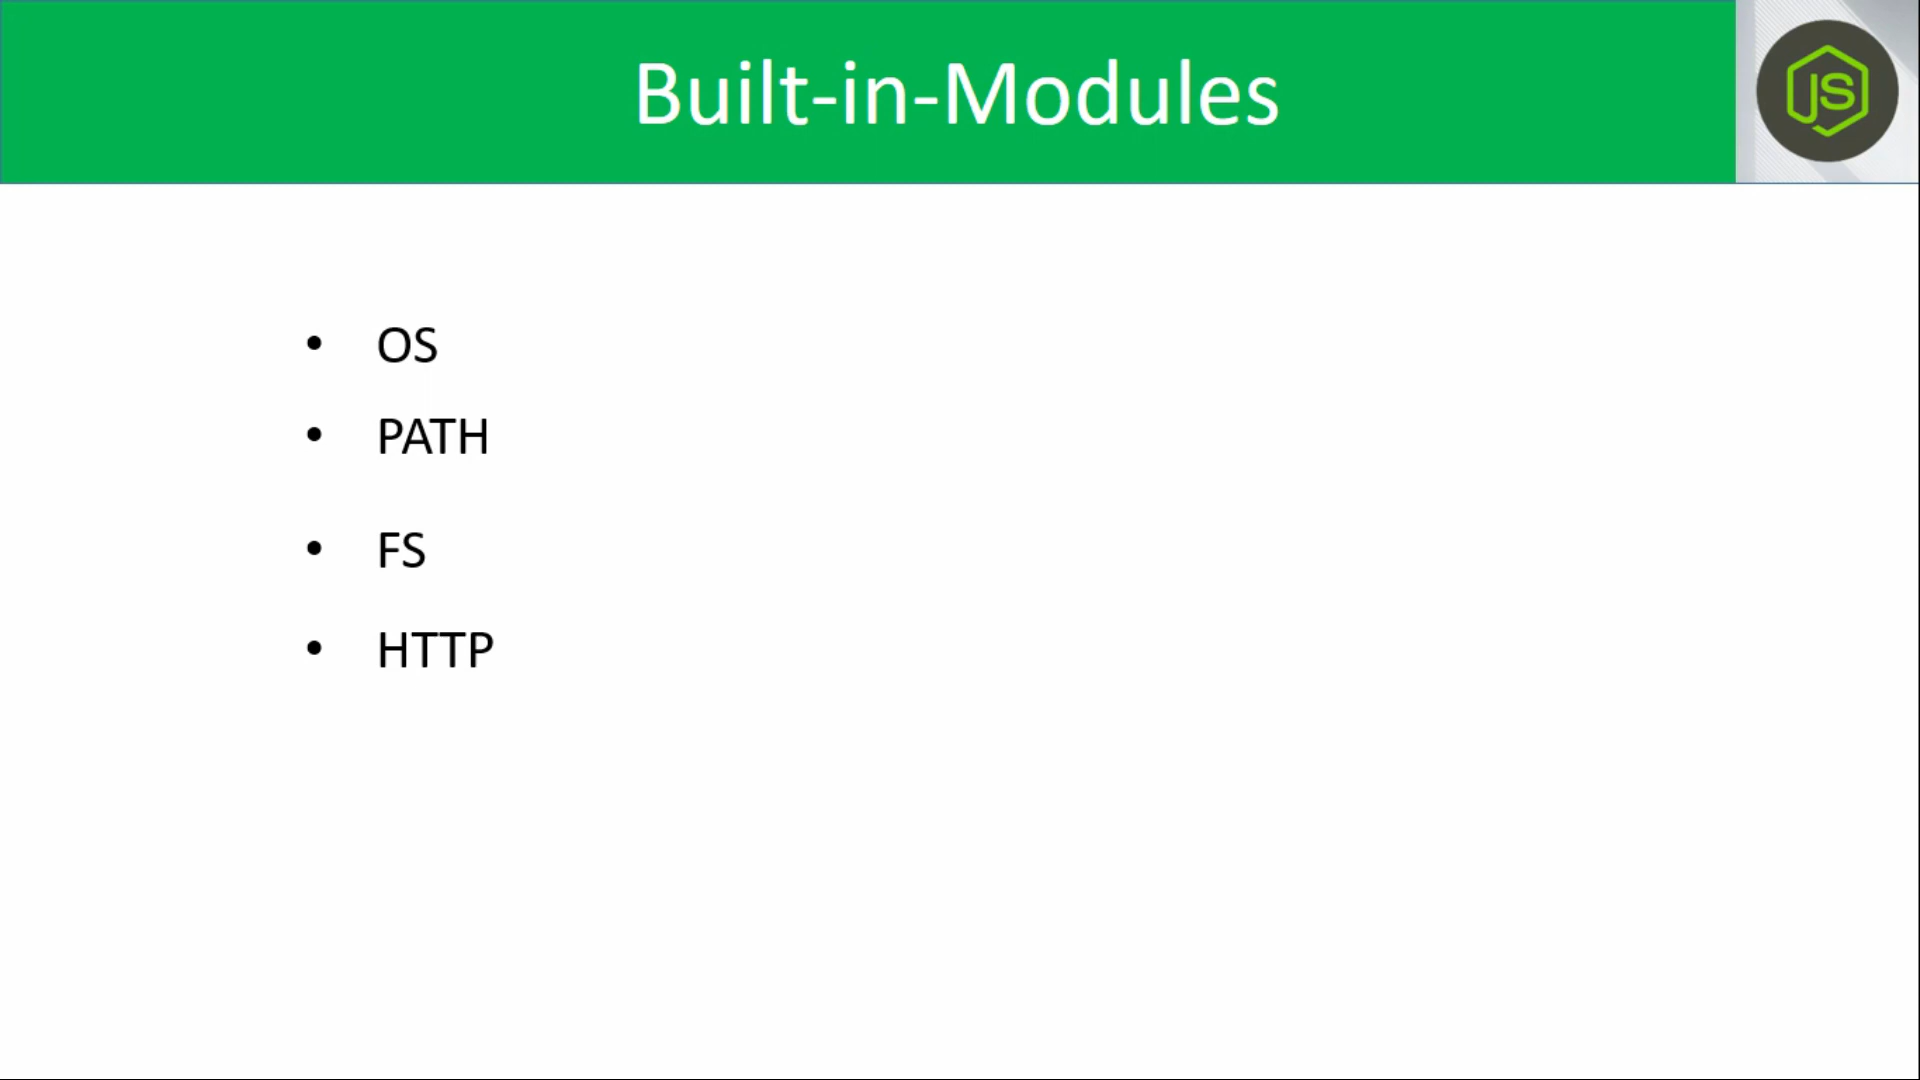 Built-in-Modules
JS
• OS
• PATH
• FS
• HTTP